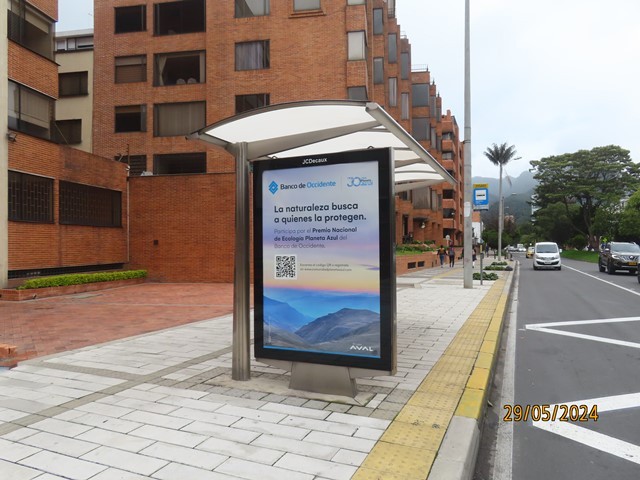 JCDecaux
Banco de Occidente
30
La naturaleza busca
a quienes la protegen.
Participa por el Premio Nacional
de Ecología Planeta Azul del
Banco de Occidente.
AVAL
29/05/2024